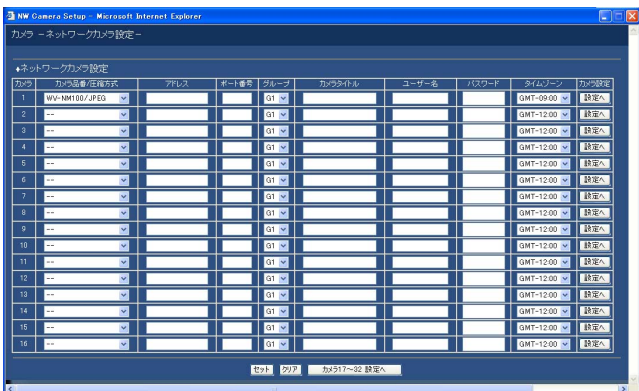 NW Camera Setup - Microsoft Internet Explorer
カメラ －ネットワークカメラ設定－
♦ネットワークカメラ設定
カメラ カメラ品番/圧縮方式 アドレス ポート番号 グループ カメラタイトル ユーザー名 パスワード タイムゾーン カメラ設定
1 WV-NM100/JPEG G1 GMT-09:00 設定へ
2 -- G1 GMT-12:00 設定へ
3 -- G1 GMT-12:00 設定へ
4 -- G1 GMT-12:00 設定へ
5 -- G1 GMT-12:00 設定へ
6 -- G1 GMT-12:00 設定へ
7 -- G1 GMT-12:00 設定へ
8 -- G1 GMT-12:00 設定へ
9 -- G1 GMT-12:00 設定へ
10 -- G1 GMT-12:00 設定へ
11 -- G1 GMT-12:00 設定へ
12 -- G1 GMT-12:00 設定へ
13 -- G1 GMT-12:00 設定へ
14 -- G1 GMT-12:00 設定へ
15 -- G1 GMT-12:00 設定へ
16 -- G1 GMT-12:00 設定へ
セット クリア カメラ17～32 設定へ